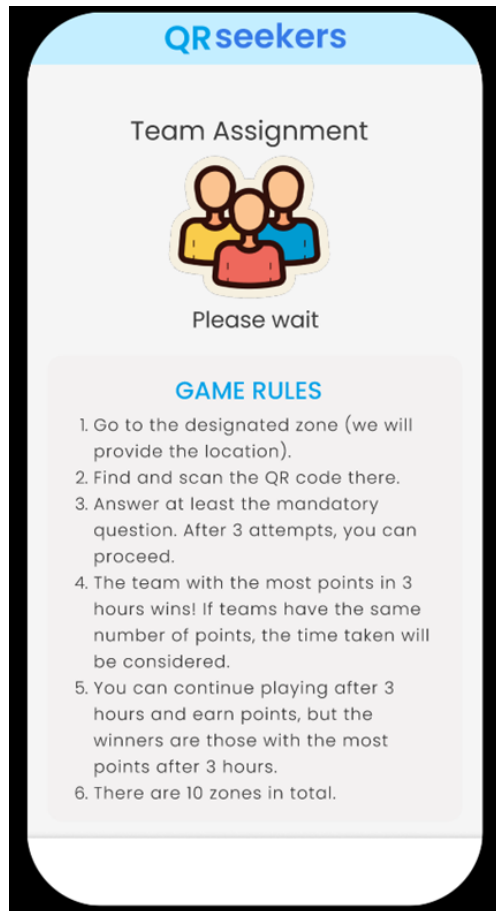 QRseekers
Team Assignment
Please wait
GAME RULES
1. Go to the designated zone (we will
provide the location).
2. Find and scan the QR code there.
3. Answer at least the mandatory
question. After 3 attempts, you can
proceed.
4. The team with the most points in 3
hours wins! If teams have the same
number of points, the time taken will
be considered.
5. You can continue playing after 3
hours and earn points, but the
winners are those with the most
points after 3 hours.
6. There are 10 zones in total.